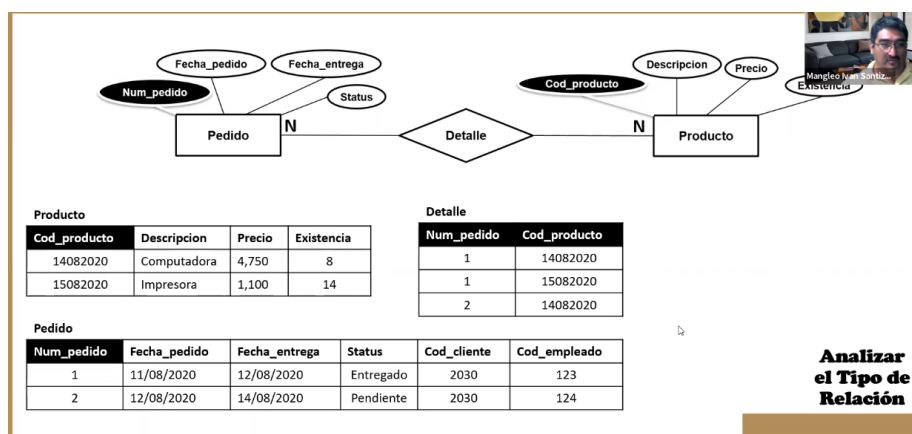 Fecha_pedido
Fecha_entrega
Num_pedido
Status
Pedido
N
Detalle
N
Producto
Cod_producto
Descripcion
Precio
Existencia
Mangleo Ivan Santiz...
Producto
Cod_producto Descripcion Precio Existencia
14082020 Computadora 4,750 8
15082020 Impresora 1,100 14
Detalle
Num_pedido Cod_producto
1 14082020
1 15082020
2 14082020
Pedido
Num_pedido Fecha_pedido Fecha_entrega Status Cod_cliente Cod_empleado
1 11/08/2020 12/08/2020 Entregado 2030 123
2 12/08/2020 14/08/2020 Pendiente 2030 124
Analizar
el Tipo de
Relación